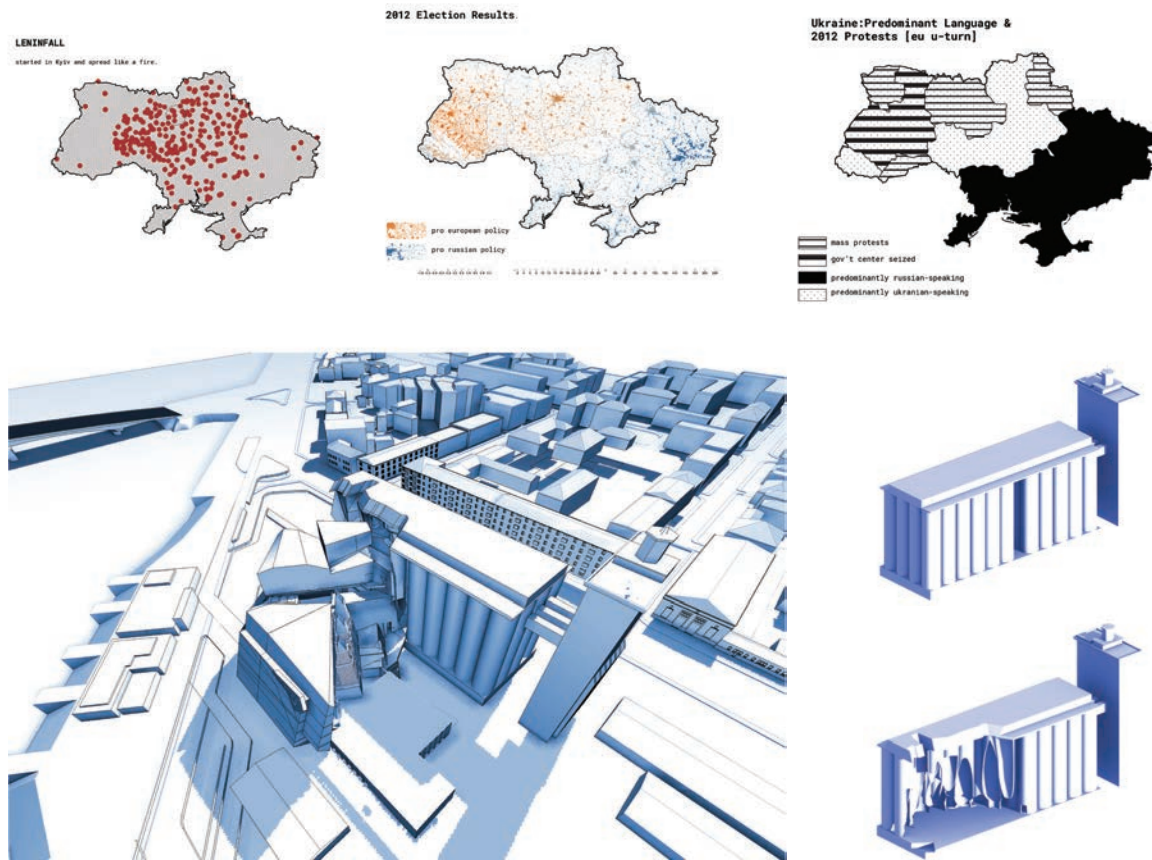 LENINFALL
started in Kyiv and spread like a fire.
2012 Election Results
pro european policy
pro russian policy
Ukraine:Predominant Language &
2012 Protests [eu u-turn]
mass protests
gov't center seized
predominantly russian-speaking
predominantly ukranian-speaking